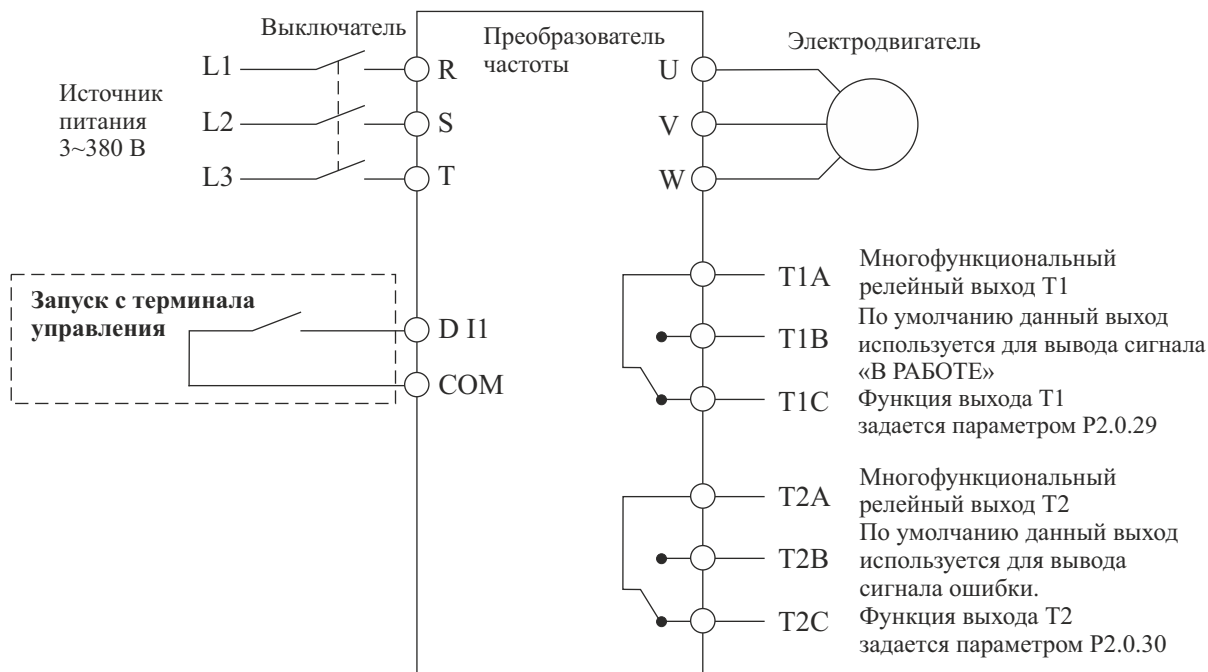 Выключатель
Преобразователь
частоты
Электродвигатель
Источник
питания
3~380 В
L1
L2
L3
R
S
T
U
V
W
Запуск с терминала
управления
D I1
COM
T1A
T1B
T1C
Многофункциональный
релейный выход T1
По умолчанию данный выход
используется для вывода сигнала
«В РАБОТЕ»
Функция выхода T1
задается параметром P2.0.29
T2A
T2B
T2C
Многофункциональный
релейный выход T2
По умолчанию данный выход
используется для вывода
сигнала ошибки.
Функция выхода T2
задается параметром P2.0.30